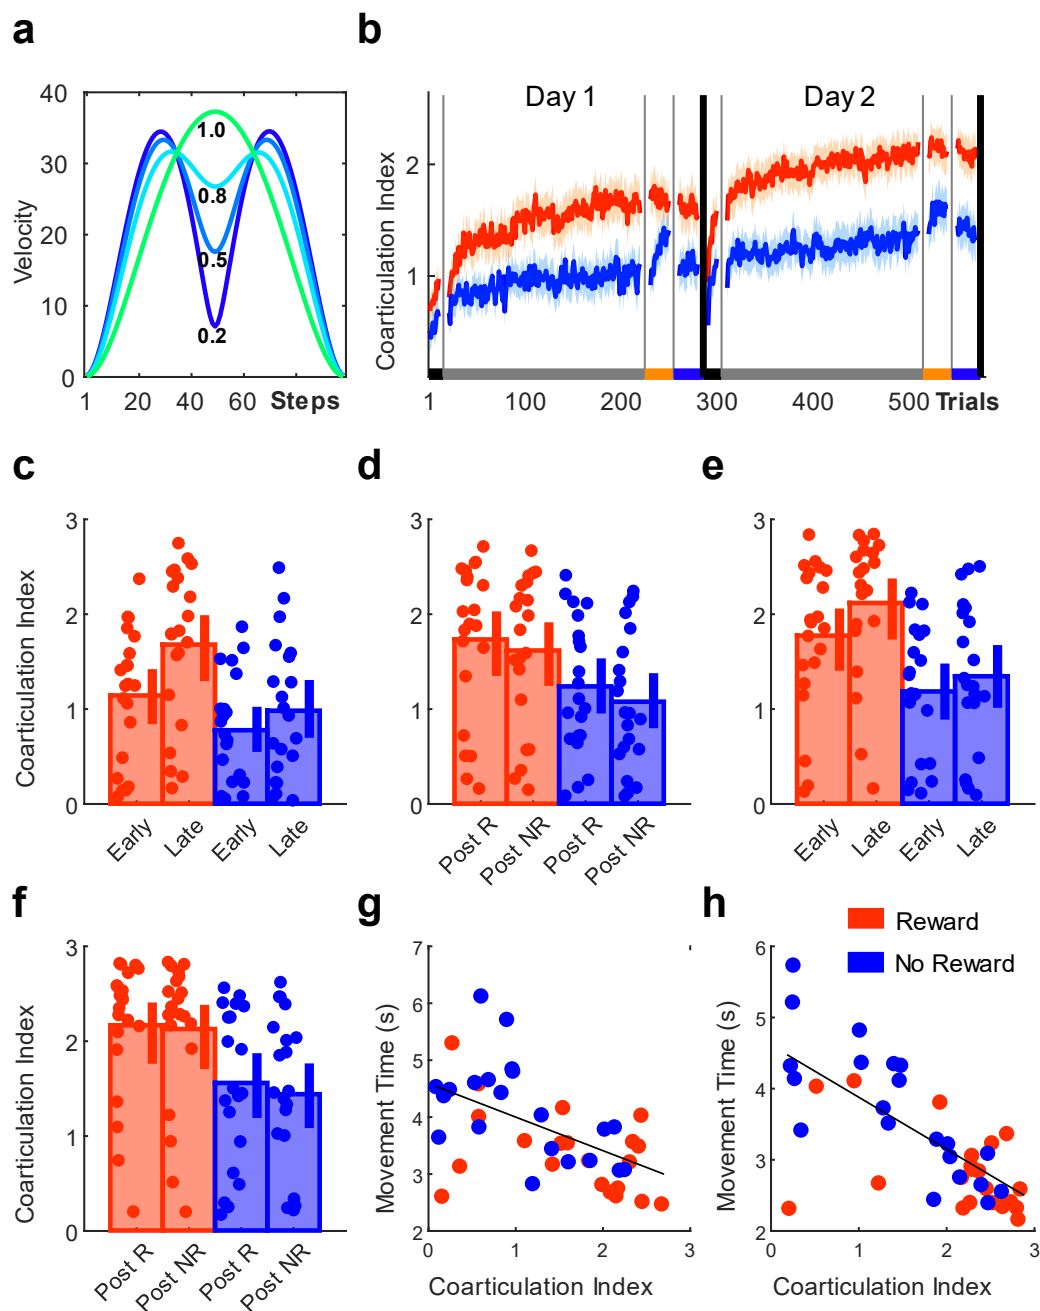 a
b
40
30
20
10
0
Velocity
1.0
0.8
0.5
0.2
1 20 40 60 Steps
Day 1 Day 2
2
1
Coarticulation Index
1 100 200 300 400 500 Trials
c
d
e
3
2
1
0
Coarticulation Index
Early Late Early Late
3
2
1
0
Post R Post NR Post R Post NR
3
2
1
0
Early Late Early Late
f
g
h
Reward
No Reward
3
2
1
0
Coarticulation Index
Post R Post NR Post R Post NR
7
6
5
4
3
2
Movement Time (s)
0 1 2 3
Coarticulation Index
6
5
4
3
2
Movement Time (s)
0 1 2 3
Coarticulation Index